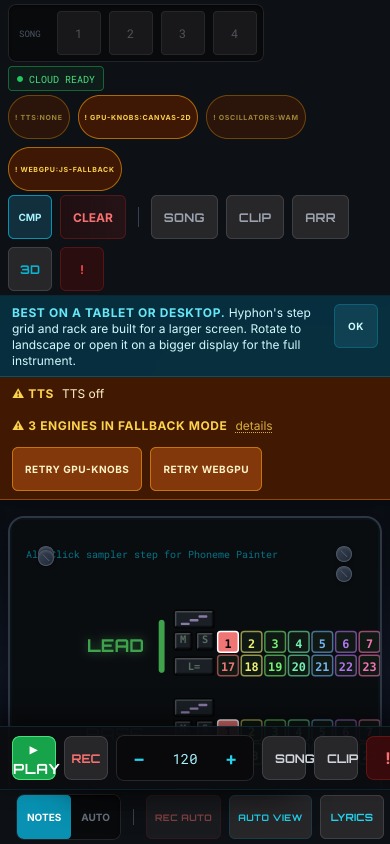 SONG 1 2 3 4
CLOUD READY
! TTS:NONE ! GPU-KNOBS:CANVAS-2D ! OSCILLATORS:WAM
! WEBGPU:JS-FALLBACK
CMP CLEAR SONG CLIP ARR
3D !
BEST ON A TABLET OR DESKTOP. Hyphon's step
grid and rack are built for a larger screen. Rotate to
landscape or open it on a bigger display for the full
instrument.
OK
⚠ TTS TTS off
⚠ 3 ENGINES IN FALLBACK MODE details
RETRY GPU-KNOBS RETRY WEBGPU
click sampler step for Phoneme Painter
LEAD
M S 1 2 3 4 5 6 7
L= 17 18 19 20 21 22 23
▶ PLAY REC − 120 + SONG CLIP !
NOTES AUTO REC AUTO AUTO VIEW LYRICS